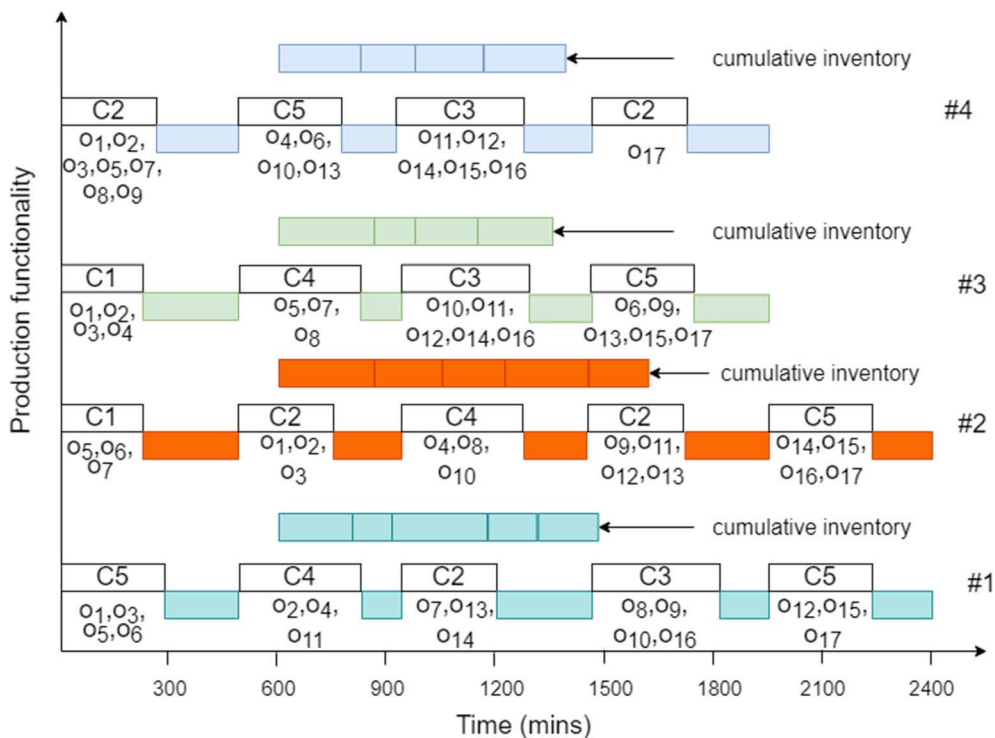 cumulative inventory
C2 C5 C3 C2 #4
o1,o2, o4,o6, o11,o12, o17
o3,o5,o7, o10,o13 o14,o15,o16
o8,o9
cumulative inventory
C1 C4 C3 C5 #3
o1,o2, o5,o7, o10,o11, o6,o9,
o3,o4 o8 o12,o14,o16 o13,o15,o17
cumulative inventory
C1 C2 C4 C2 C5 #2
o5,o6, o1,o2, o4,o8, o9,o11, o14,o15,
o7 o3 o10 o12,o13 o16,o17
cumulative inventory
C5 C4 C2 C3 C5 #1
o1,o3, o2,o4, o7,o13, o8,o9, o12,o15,
o5,o6 o11 o14 o10,o16 o17
300 600 900 1200 1500 1800 2100 2400
Time (mins)
Production functionality